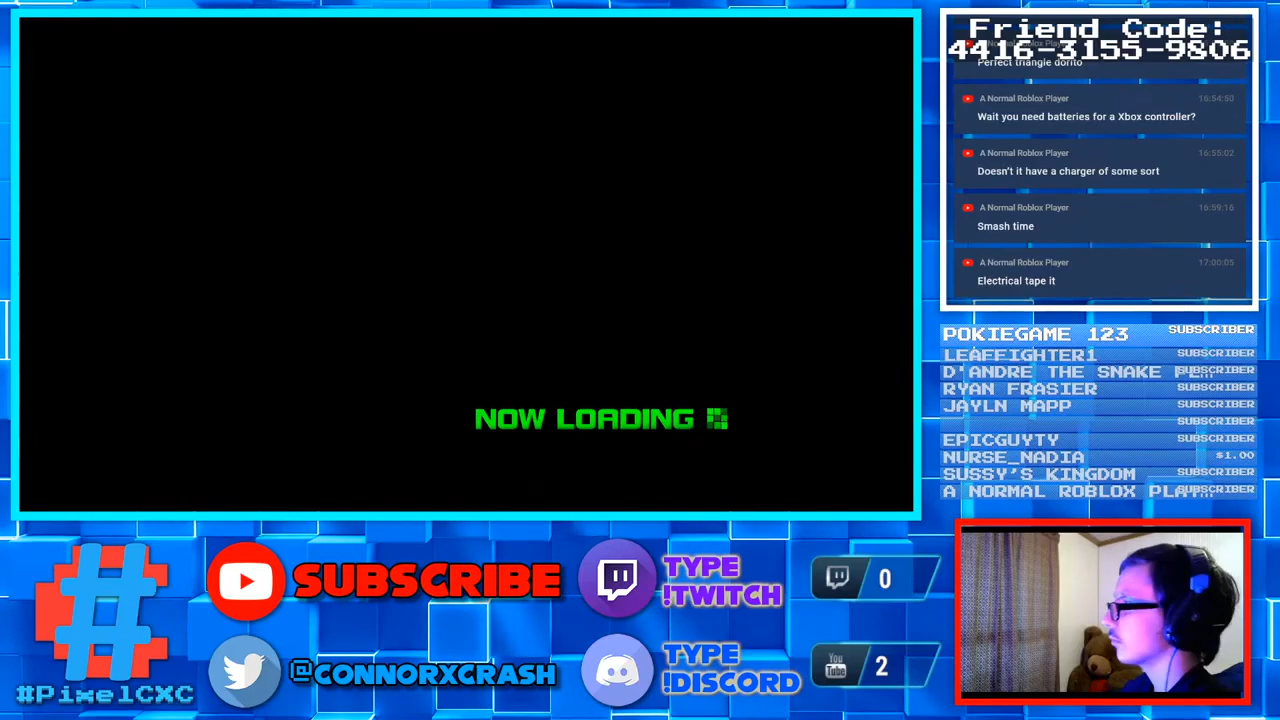 Friend Code:
4416-3155-9806
Perfect triangle dorito
A Normal Roblox Player 16:54:50
Wait you need batteries for a Xbox controller?
A Normal Roblox Player 16:55:02
Doesn't it have a charger of some sort
A Normal Roblox Player 16:59:16
Smash time
A Normal Roblox Player 17:00:05
Electrical tape it
NOW LOADING
POKIEGAME 123 SUBSCRIBER
LEAFFIGHTER1 SUBSCRIBER
D'ANDRE THE SNAKE PL... SUBSCRIBER
RYAN FRASIER SUBSCRIBER
JAYLN MAPP SUBSCRIBER
SUBSCRIBER
EPICGUYTY SUBSCRIBER
NURSE_NADIA $1.00
SUSSY'S KINGDOM SUBSCRIBER
A NORMAL ROBLOX PLAY... SUBSCRIBER
#PixelCXC
SUBSCRIBE
@CONNORXCRASH
TYPE
!TWITCH
TYPE
!DISCORD
0
You Tube 2